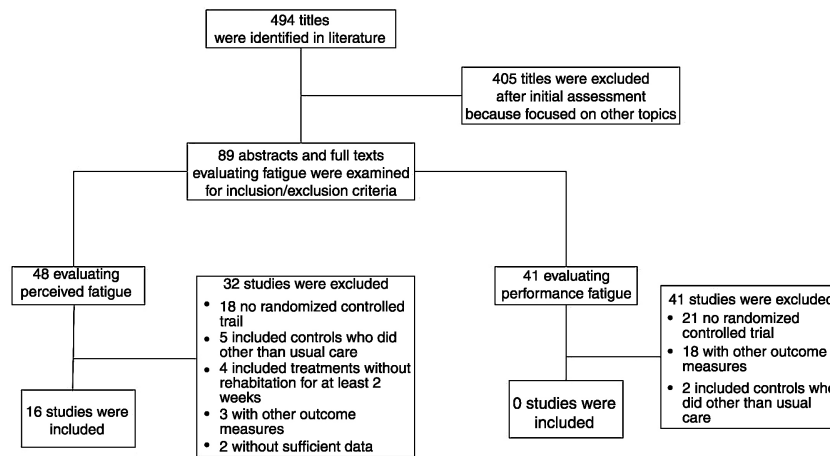 494 titles
were identified in literature
405 titles were excluded
after initial assessment
because focused on other topics
89 abstracts and full texts
evaluating fatigue were examined
for inclusion/exclusion criteria
48 evaluating
perceived fatigue
32 studies were excluded
• 18 no randomized controlled
trail
• 5 included controls who did
other than usual care
• 4 included treatments without
rehabitation for at least 2
weeks
• 3 with other outcome
measures
• 2 without sufficient data
16 studies were
included
41 evaluating
performance fatigue
41 studies were excluded
• 21 no randomized
controlled trial
• 18 with other outcome
measures
• 2 included controls who
did other than usual
care
0 studies were
included